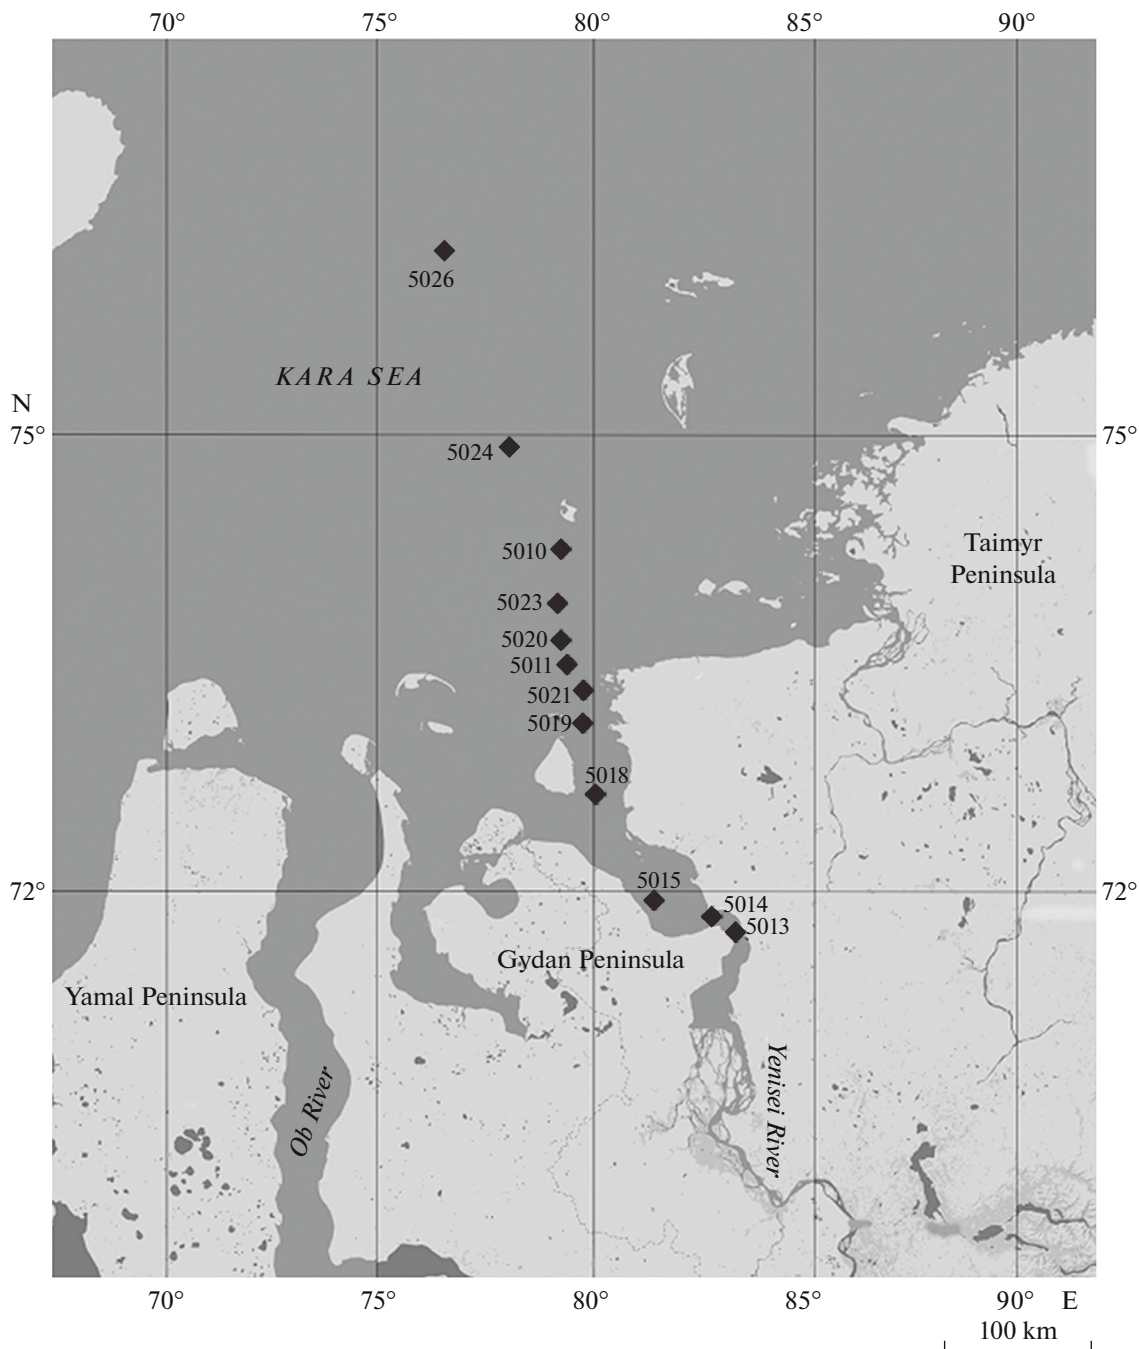 70° 75° 80° 85° 90°
5026
KARA SEA
N
75° 75°
5024
5010
Taimyr
Peninsula
5023
5020
5011
5021
5019
5018
5015
72° 72°
5014
5013
Gydan Peninsula
Yamal Peninsula
Ob River
Yenisei River
70° 75° 80° 85° 90° E
100 km